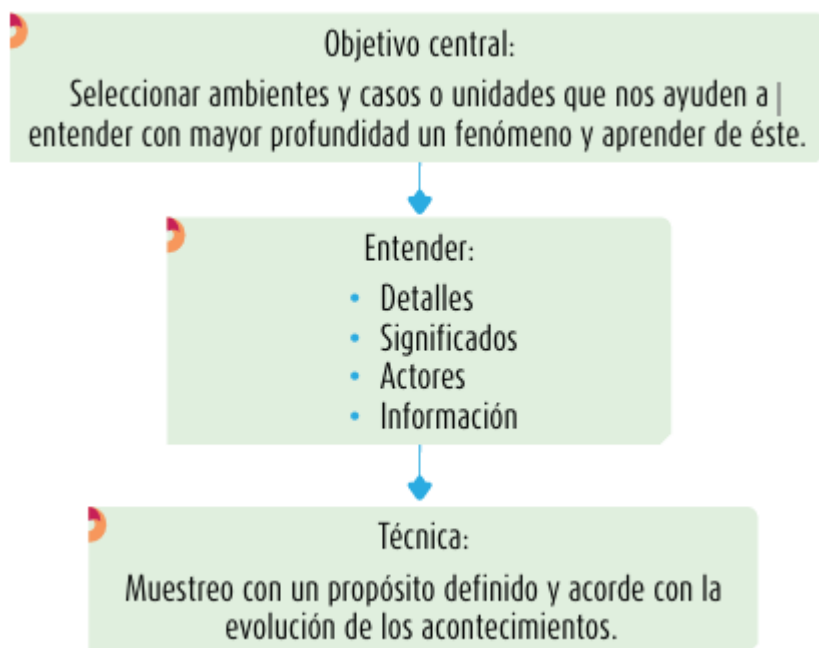 Objetivo central:
Seleccionar ambientes y casos o unidades que nos ayuden a |
entender con mayor profundidad un fenómeno y aprender de éste.
Entender:
• Detalles
• Significados
• Actores
• Información
Técnica:
Muestreo con un propósito definido y acorde con la
evolución de los acontecimientos.